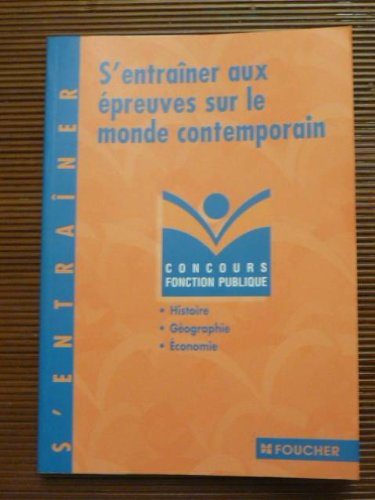 S'entraîner aux
épreuves sur le
monde contemporain
S'ENTRAÎNER
CONCOURS
FONCTION PUBLIQUE
• Histoire
• Géographie
• Économie
FOUCHER